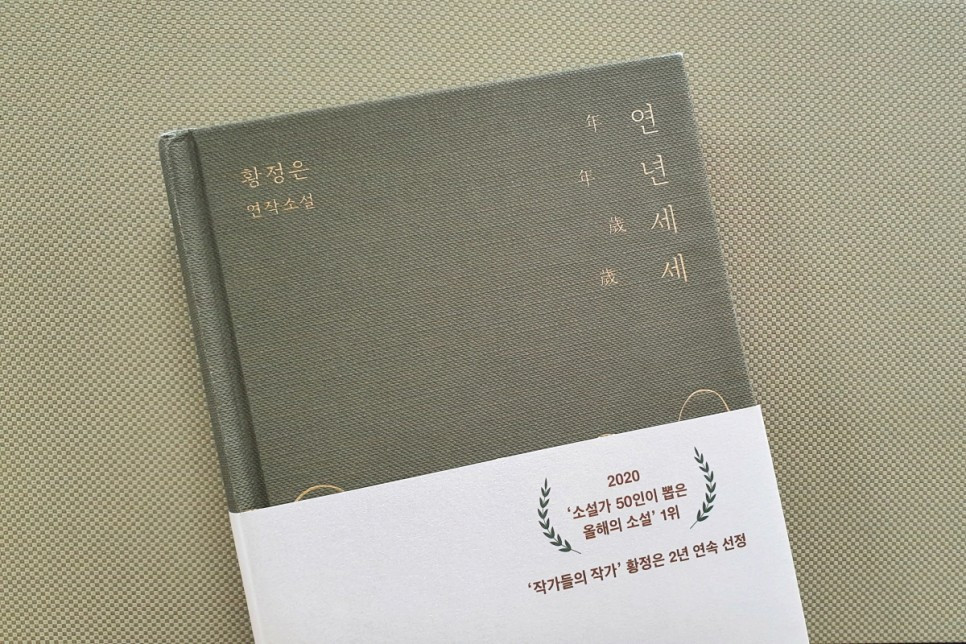 황정은
연작소설
연년세세
年年歲歲
2020
‘소설가 50인이 뽑은
올해의 소설’ 1위
‘작가들의 작가’ 황정은 2년 연속 선정